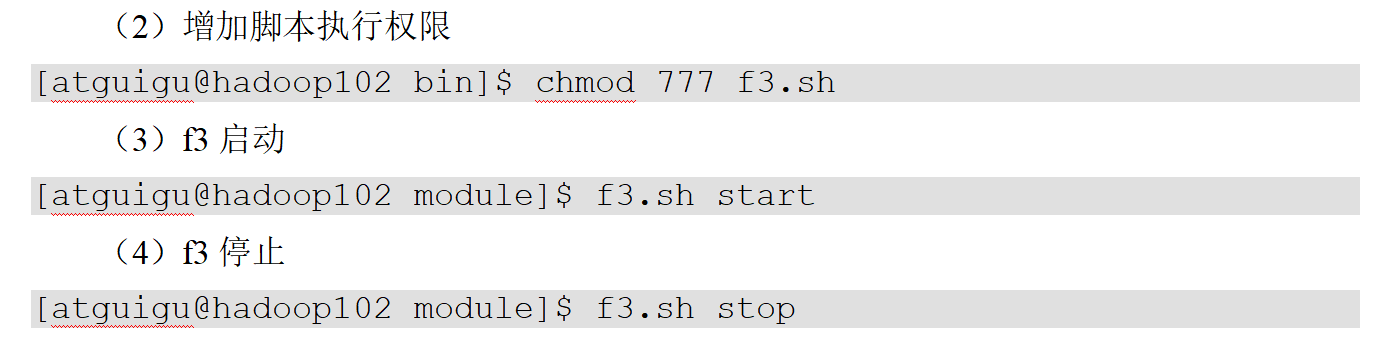 （2）增加脚本执行权限
[atguigu@hadoop102 bin]$ chmod 777 f3.sh
（3）f3 启动
[atguigu@hadoop102 module]$ f3.sh start
（4）f3 停止
[atguigu@hadoop102 module]$ f3.sh stop